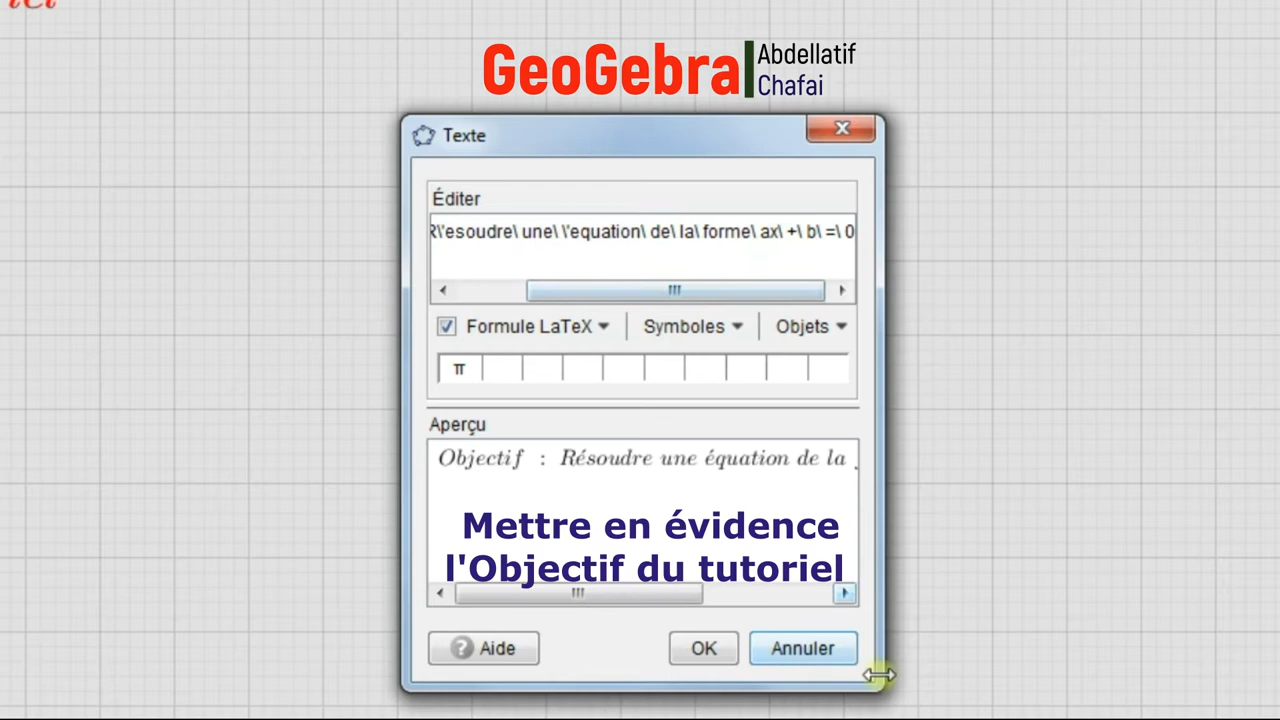 GeoGebra
Abdellatif
Chafai
Texte
Éditer
R\'esoudre\ une\ \'equation\ de\ la\ forme\ ax\ +\ b\ =\ 0
Formule LaTeX
Symboles
Objets
π
Aperçu
Objectif : Résoudre une équation de la
Mettre en évidence
l'Objectif du tutoriel
Aide
OK
Annuler